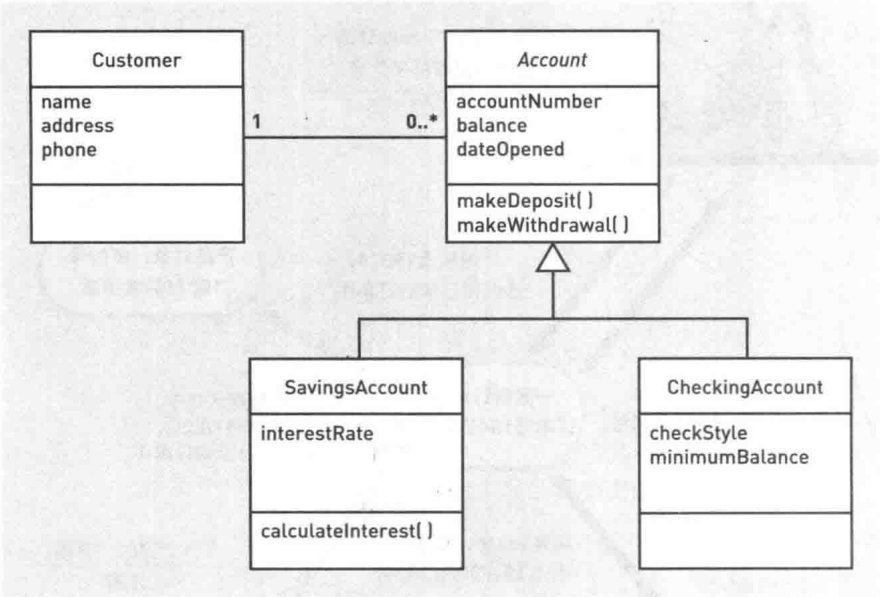 Customer
name
address
phone
1
0..*
Account
accountNumber
balance
dateOpened
makeDeposit( )
makeWithdrawal( )
SavingsAccount
interestRate
calculateInterest( )
CheckingAccount
checkStyle
minimumBalance